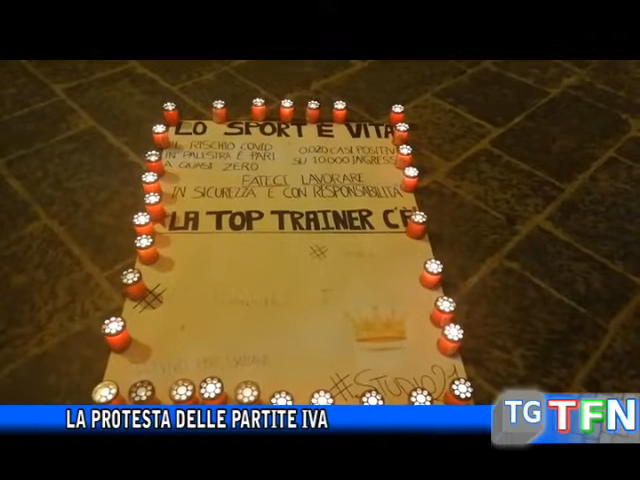 LO SPORT È VITA
IL RISCHIO COVID
IN PALESTRA È PARI
A QUASI ZERO
0.020 CASI POSITIVI
SU 10.000 INGRESSI
FATECI LAVORARE
IN SICUREZZA E CON RESPONSABILITÀ
LA TOP TRAINER C'È
#
#
#STUDIO21
LA PROTESTA DELLE PARTITE IVA
TG TFN